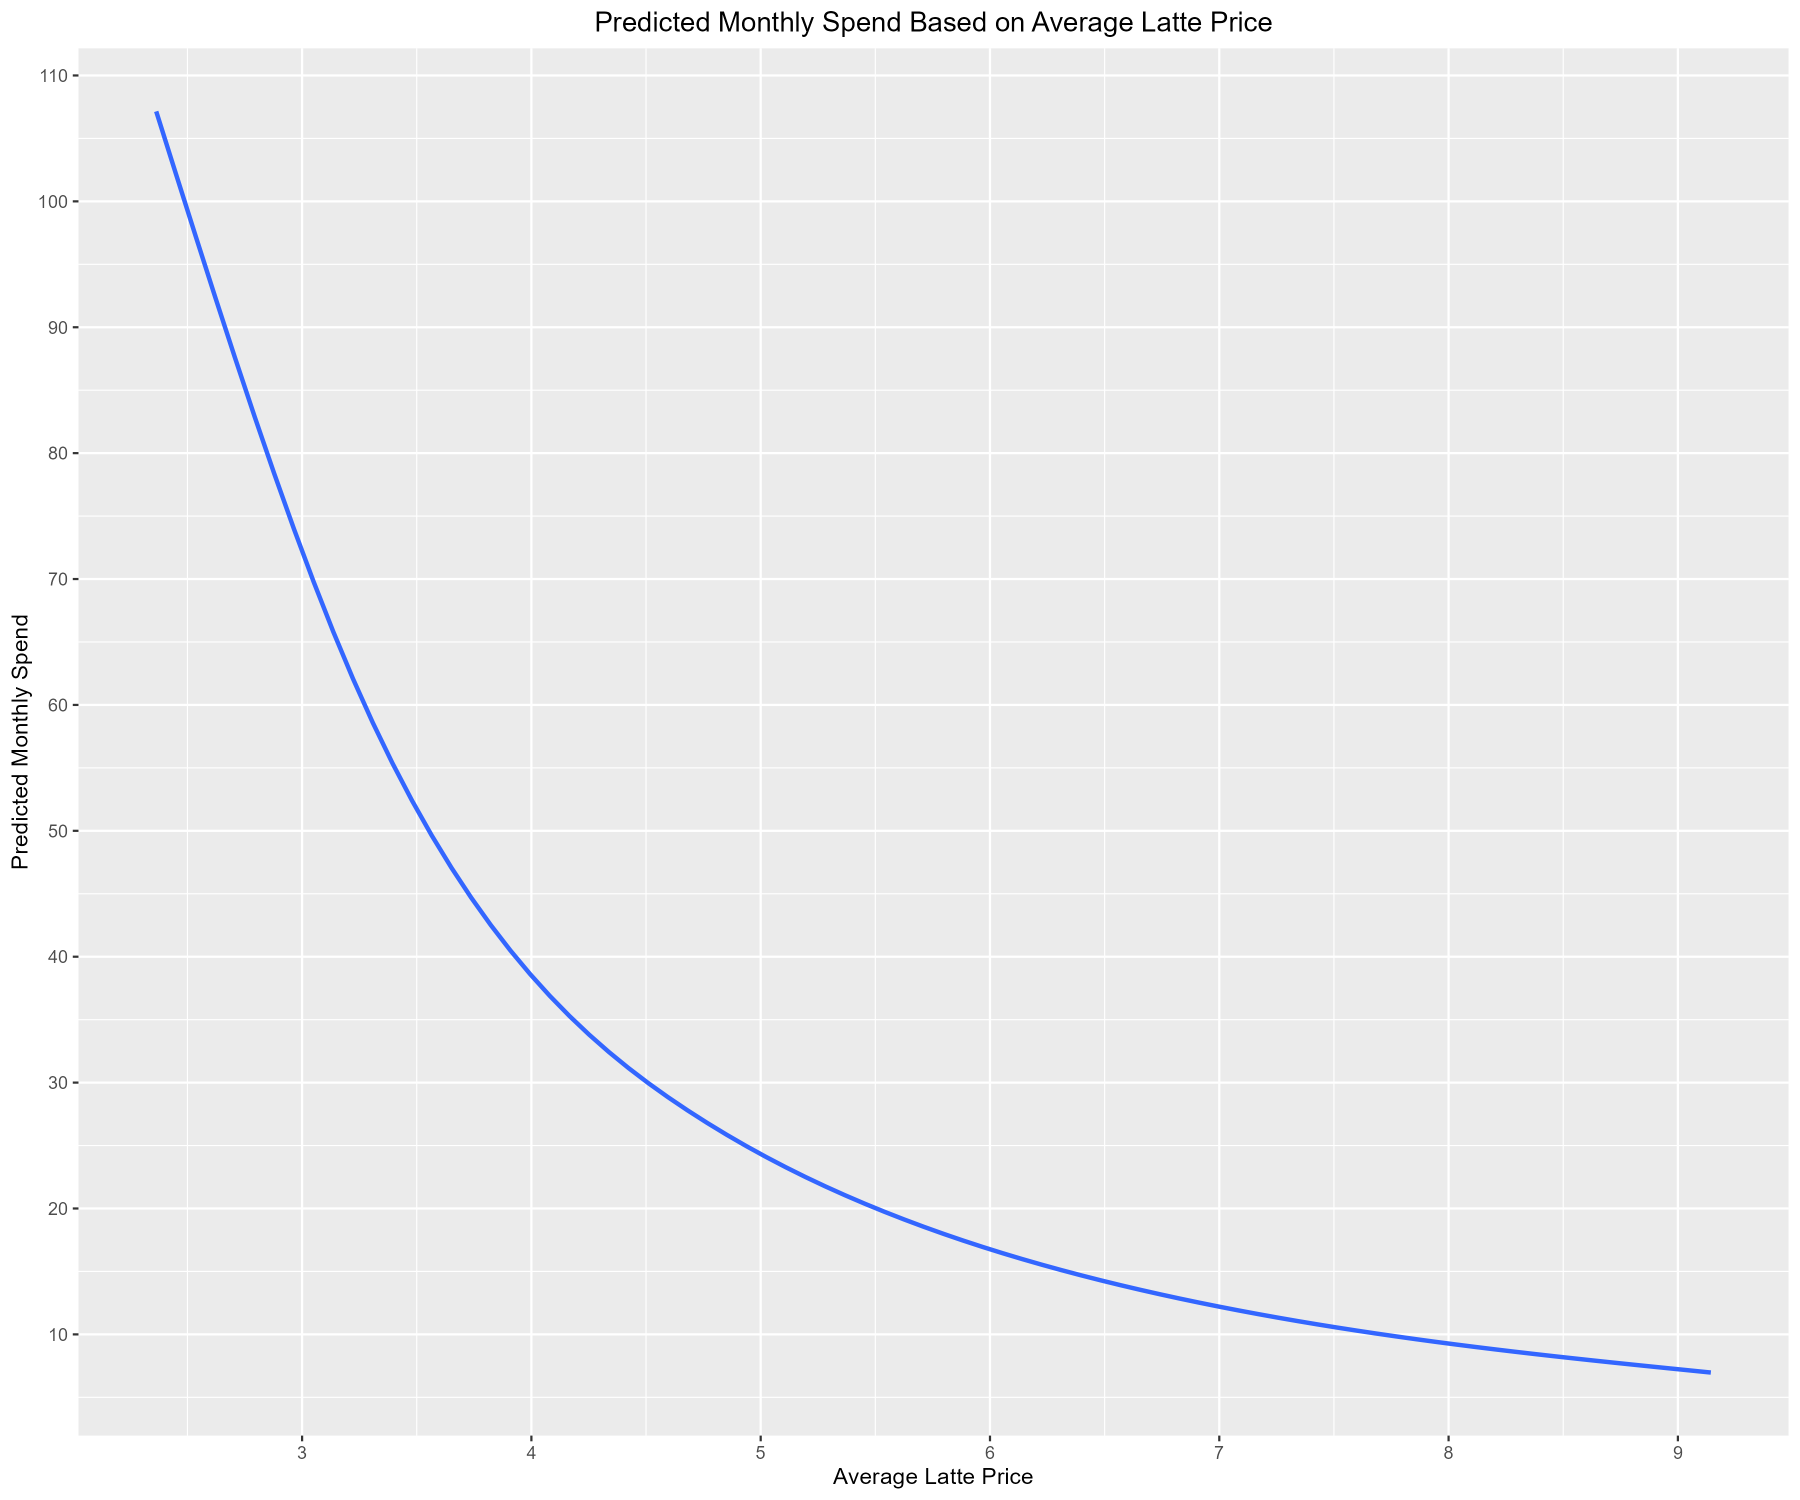 Predicted Monthly Spend Based on Average Latte Price
110
100
90
80
70
60
50
40
30
20
10
Predicted Monthly Spend
3 4 5 6 7 8 9
Average Latte Price